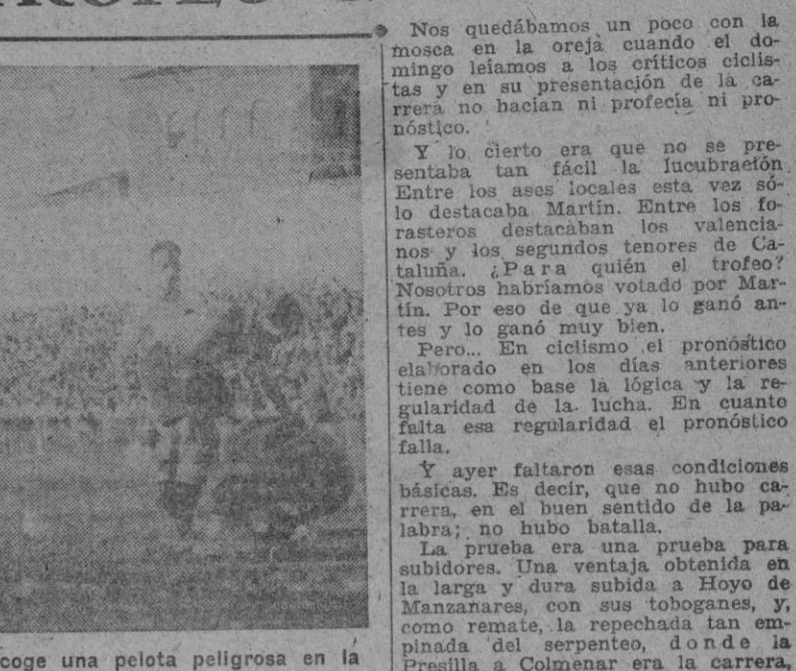 Nos quedábamos un poco con la
mosca en la oreja cuando el do-
mingo leíamos a los críticos ciclis-
tas y en su presentación de la ca-
rrera no hacían ni profecía ni pro-
nóstico.
Y lo cierto era que no se pre-
sentaba tan fácil la lucubración.
Entre los ases locales esta vez só-
lo destacaba Martín. Entre los fo-
rasteros destacaban los valencia-
nos y los segundos tenores de Ca-
taluña. ¿Para quién el trofeo?
Nosotros habríamos votado por Mar-
tín. Por eso de que ya lo ganó an-
tes y lo ganó muy bien.
Pero... En ciclismo el pronóstico
elaborado en los días anteriores
tiene como base la lógica y la re-
gularidad de la lucha. En cuanto
falta esa regularidad el pronóstico
falla.
Y ayer faltaron esas condiciones
básicas. Es decir, que no hubo ca-
rrera, en el buen sentido de la pa-
labra; no hubo batalla.
La prueba era una prueba para
subidores. Una ventaja obtenida en
la larga y dura subida a Hoyo de
Manzanares, con sus toboganes, y,
como remate, la repechada tan em-
pinada del serpenteo, donde la
Presilla a Colmenar era la carrera,
coge una pelota peligrosa en la